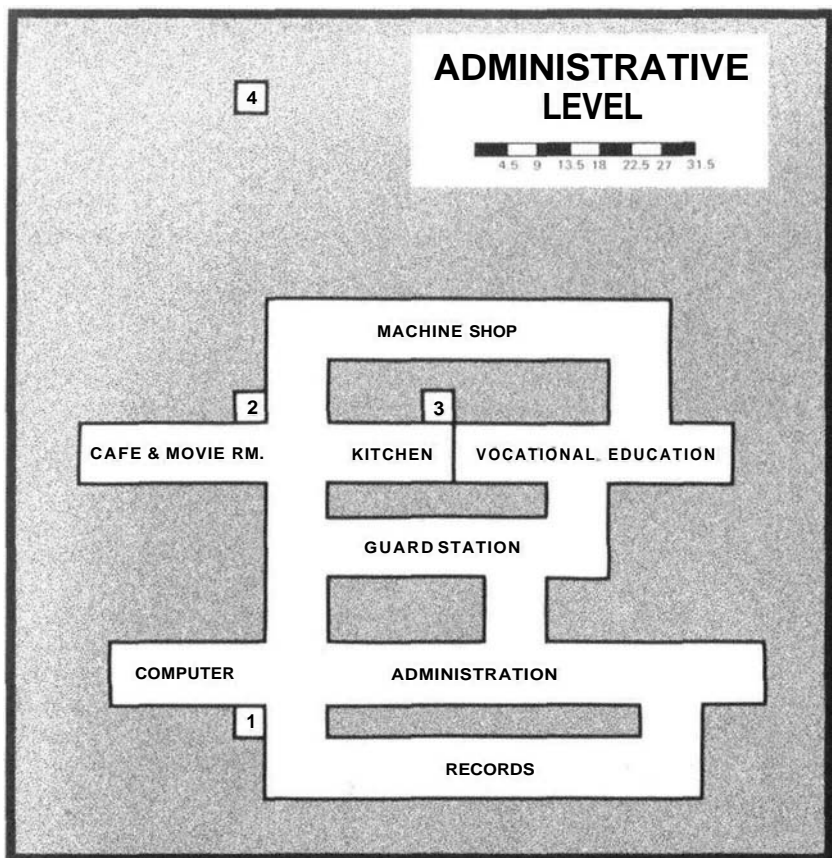 ADMINISTRATIVE
LEVEL
4.5 9 13.5 18 22.5 27 31.5
4
MACHINE SHOP
2
3
CAFE & MOVIE RM.
KITCHEN
VOCATIONAL EDUCATION
GUARD STATION
COMPUTER
ADMINISTRATION
1
RECORDS